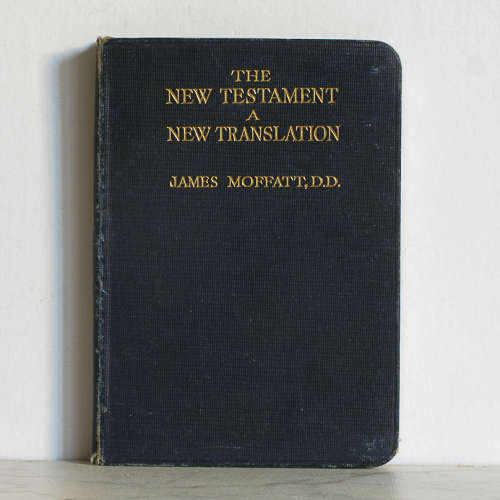 THE
NEW TESTAMENT
A
NEW TRANSLATION
JAMES MOFFATT, D.D.